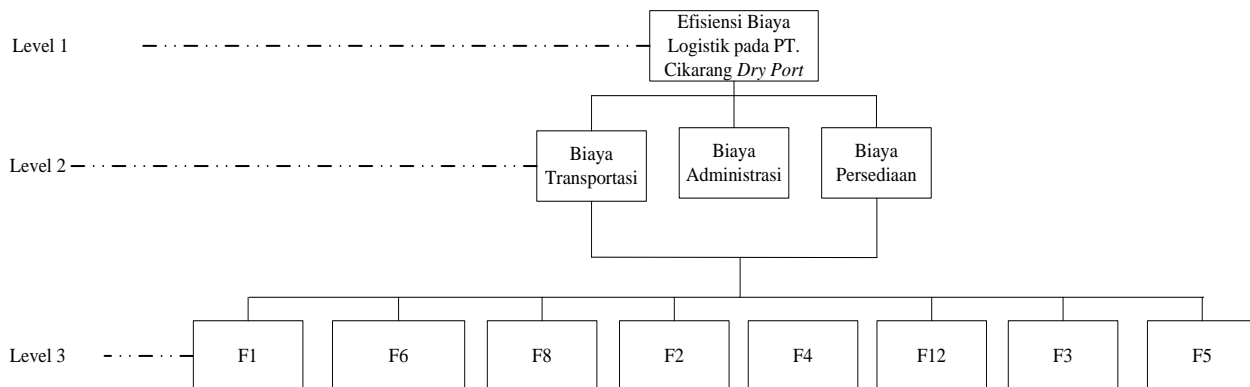 Level 1
Efisiensi Biaya
Logistik pada PT.
Cikarang Dry Port
Level 2
Biaya
Transportasi
Biaya
Administrasi
Biaya
Persediaan
Level 3
F1
F6
F8
F2
F4
F12
F3
F5